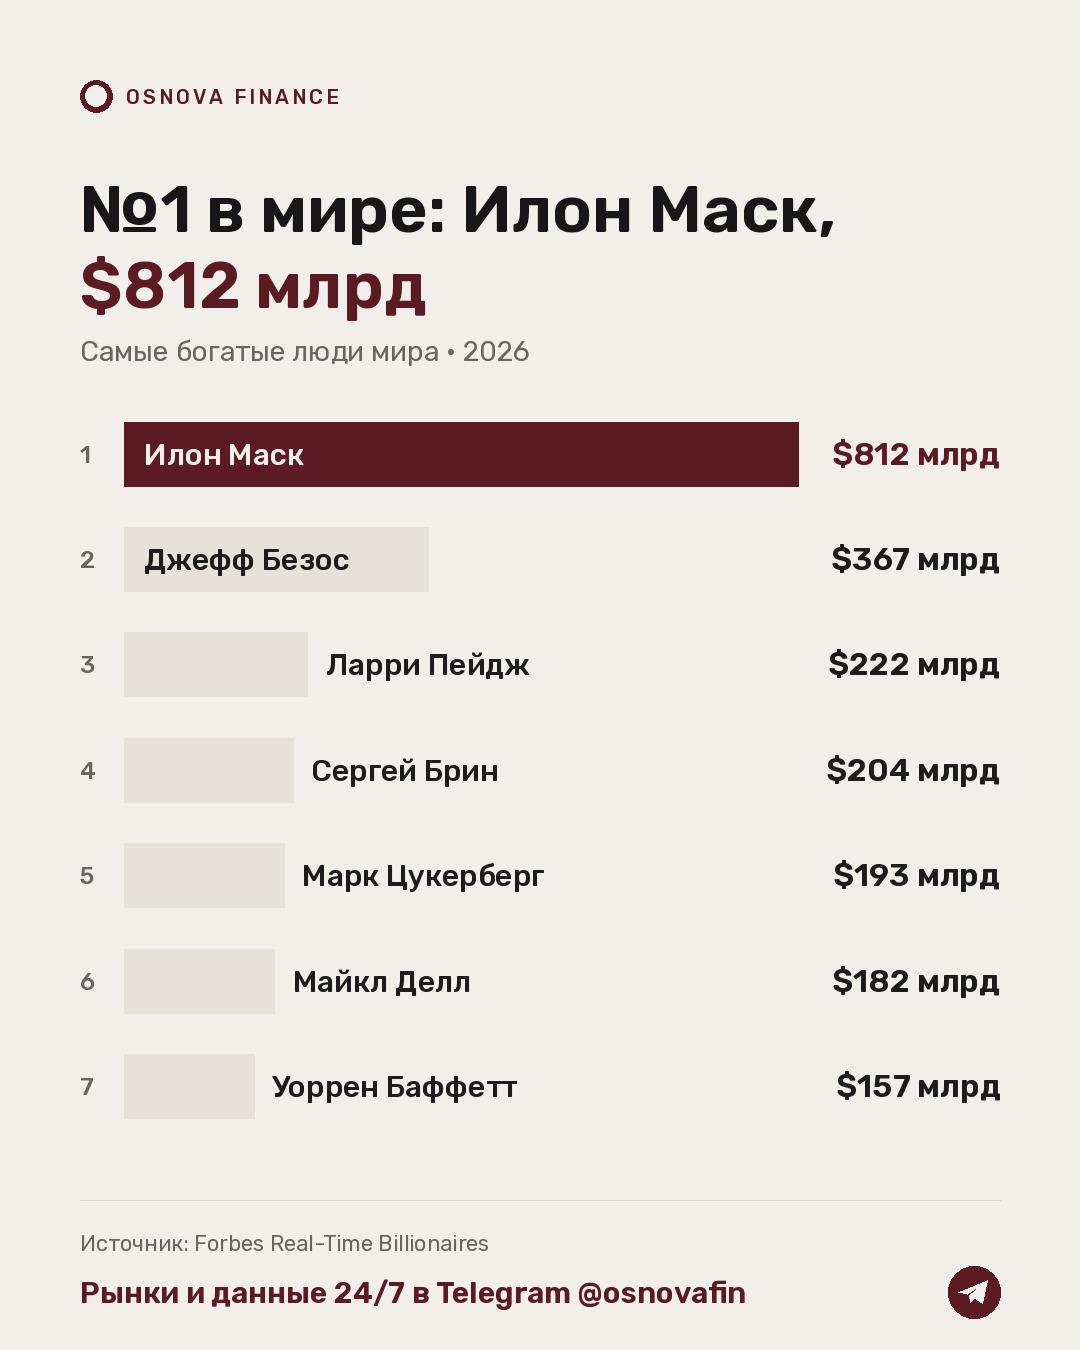 OSNOVA FINANCE
№1 в мире: Илон Маск,
$812 млрд
Самые богатые люди мира • 2026
1 Илон Маск $812 млрд
2 Джефф Безос $367 млрд
3 Ларри Пейдж $222 млрд
4 Сергей Брин $204 млрд
5 Марк Цукерберг $193 млрд
6 Майкл Делл $182 млрд
7 Уоррен Баффетт $157 млрд
Источник: Forbes Real-Time Billionaires
Рынки и данные 24/7 в Telegram @osnovafin